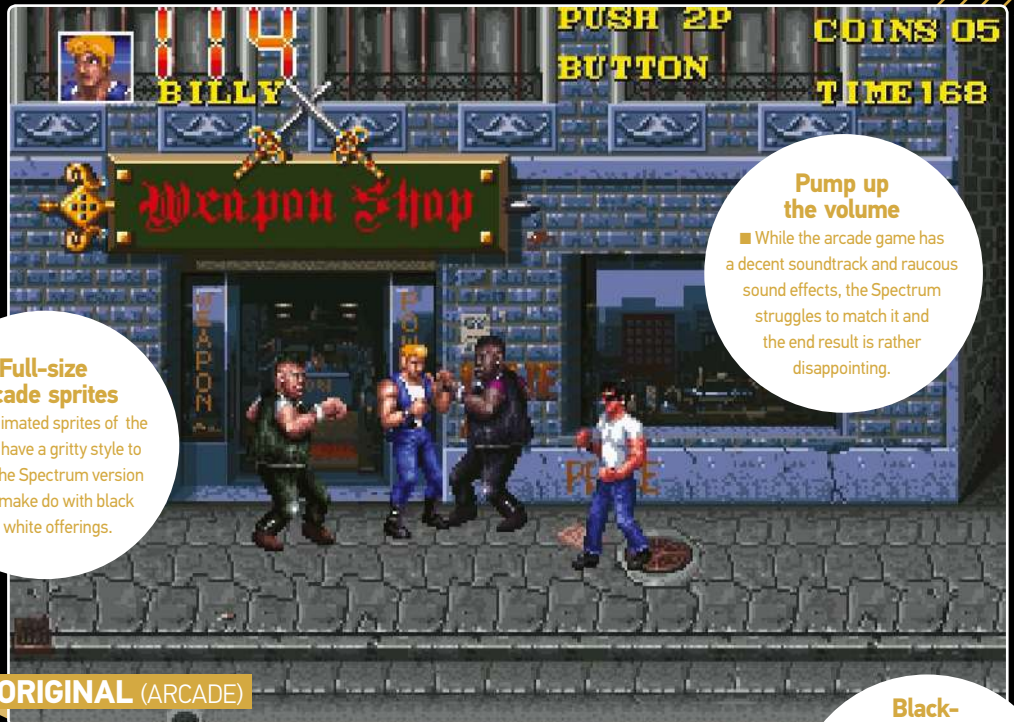 114
BILLY
PUSH 2P
BUTTON
COINS 05
TIME 168
Weapon Shop
WEAPON
Pump up
the volume
■ While the arcade game has
a decent soundtrack and raucous
sound effects, the Spectrum
struggles to match it and
the end result is rather
disappointing.
Full-size
cade sprites
imated sprites of the
have a gritty style to
he Spectrum version
make do with black
white offerings.
ORIGINAL (ARCADE)
Black-